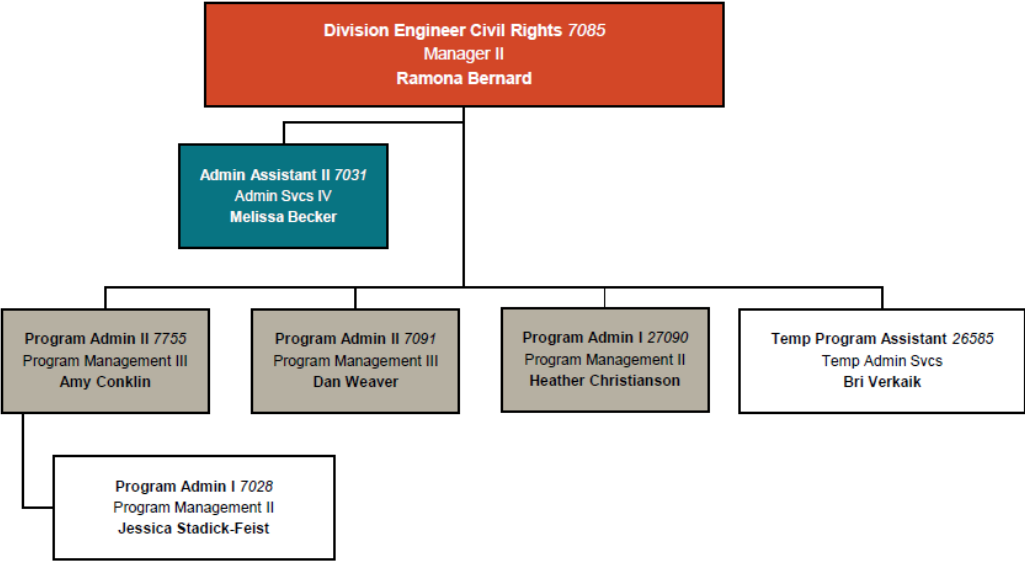 Division Engineer Civil Rights 7085
Manager II
Ramona Bernard
Admin Assistant II 7031
Admin Svcs IV
Melissa Becker
Program Admin II 7755
Program Management III
Amy Conklin
Program Admin II 7091
Program Management III
Dan Weaver
Program Admin I 27090
Program Management II
Heather Christianson
Temp Program Assistant 26585
Temp Admin Svcs
Bri Verkaik
Program Admin I 7028
Program Management II
Jessica Stadick-Feist